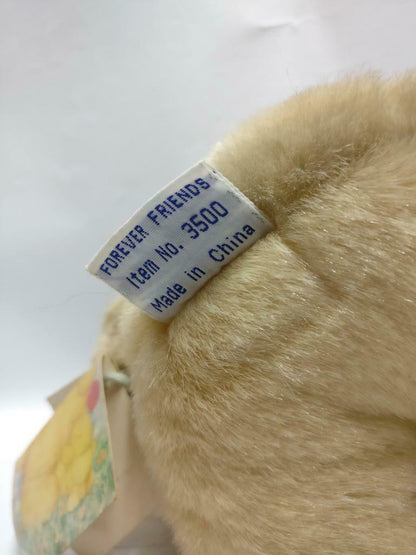 FOREVER FRIENDS
Item No. 3500
Made in China